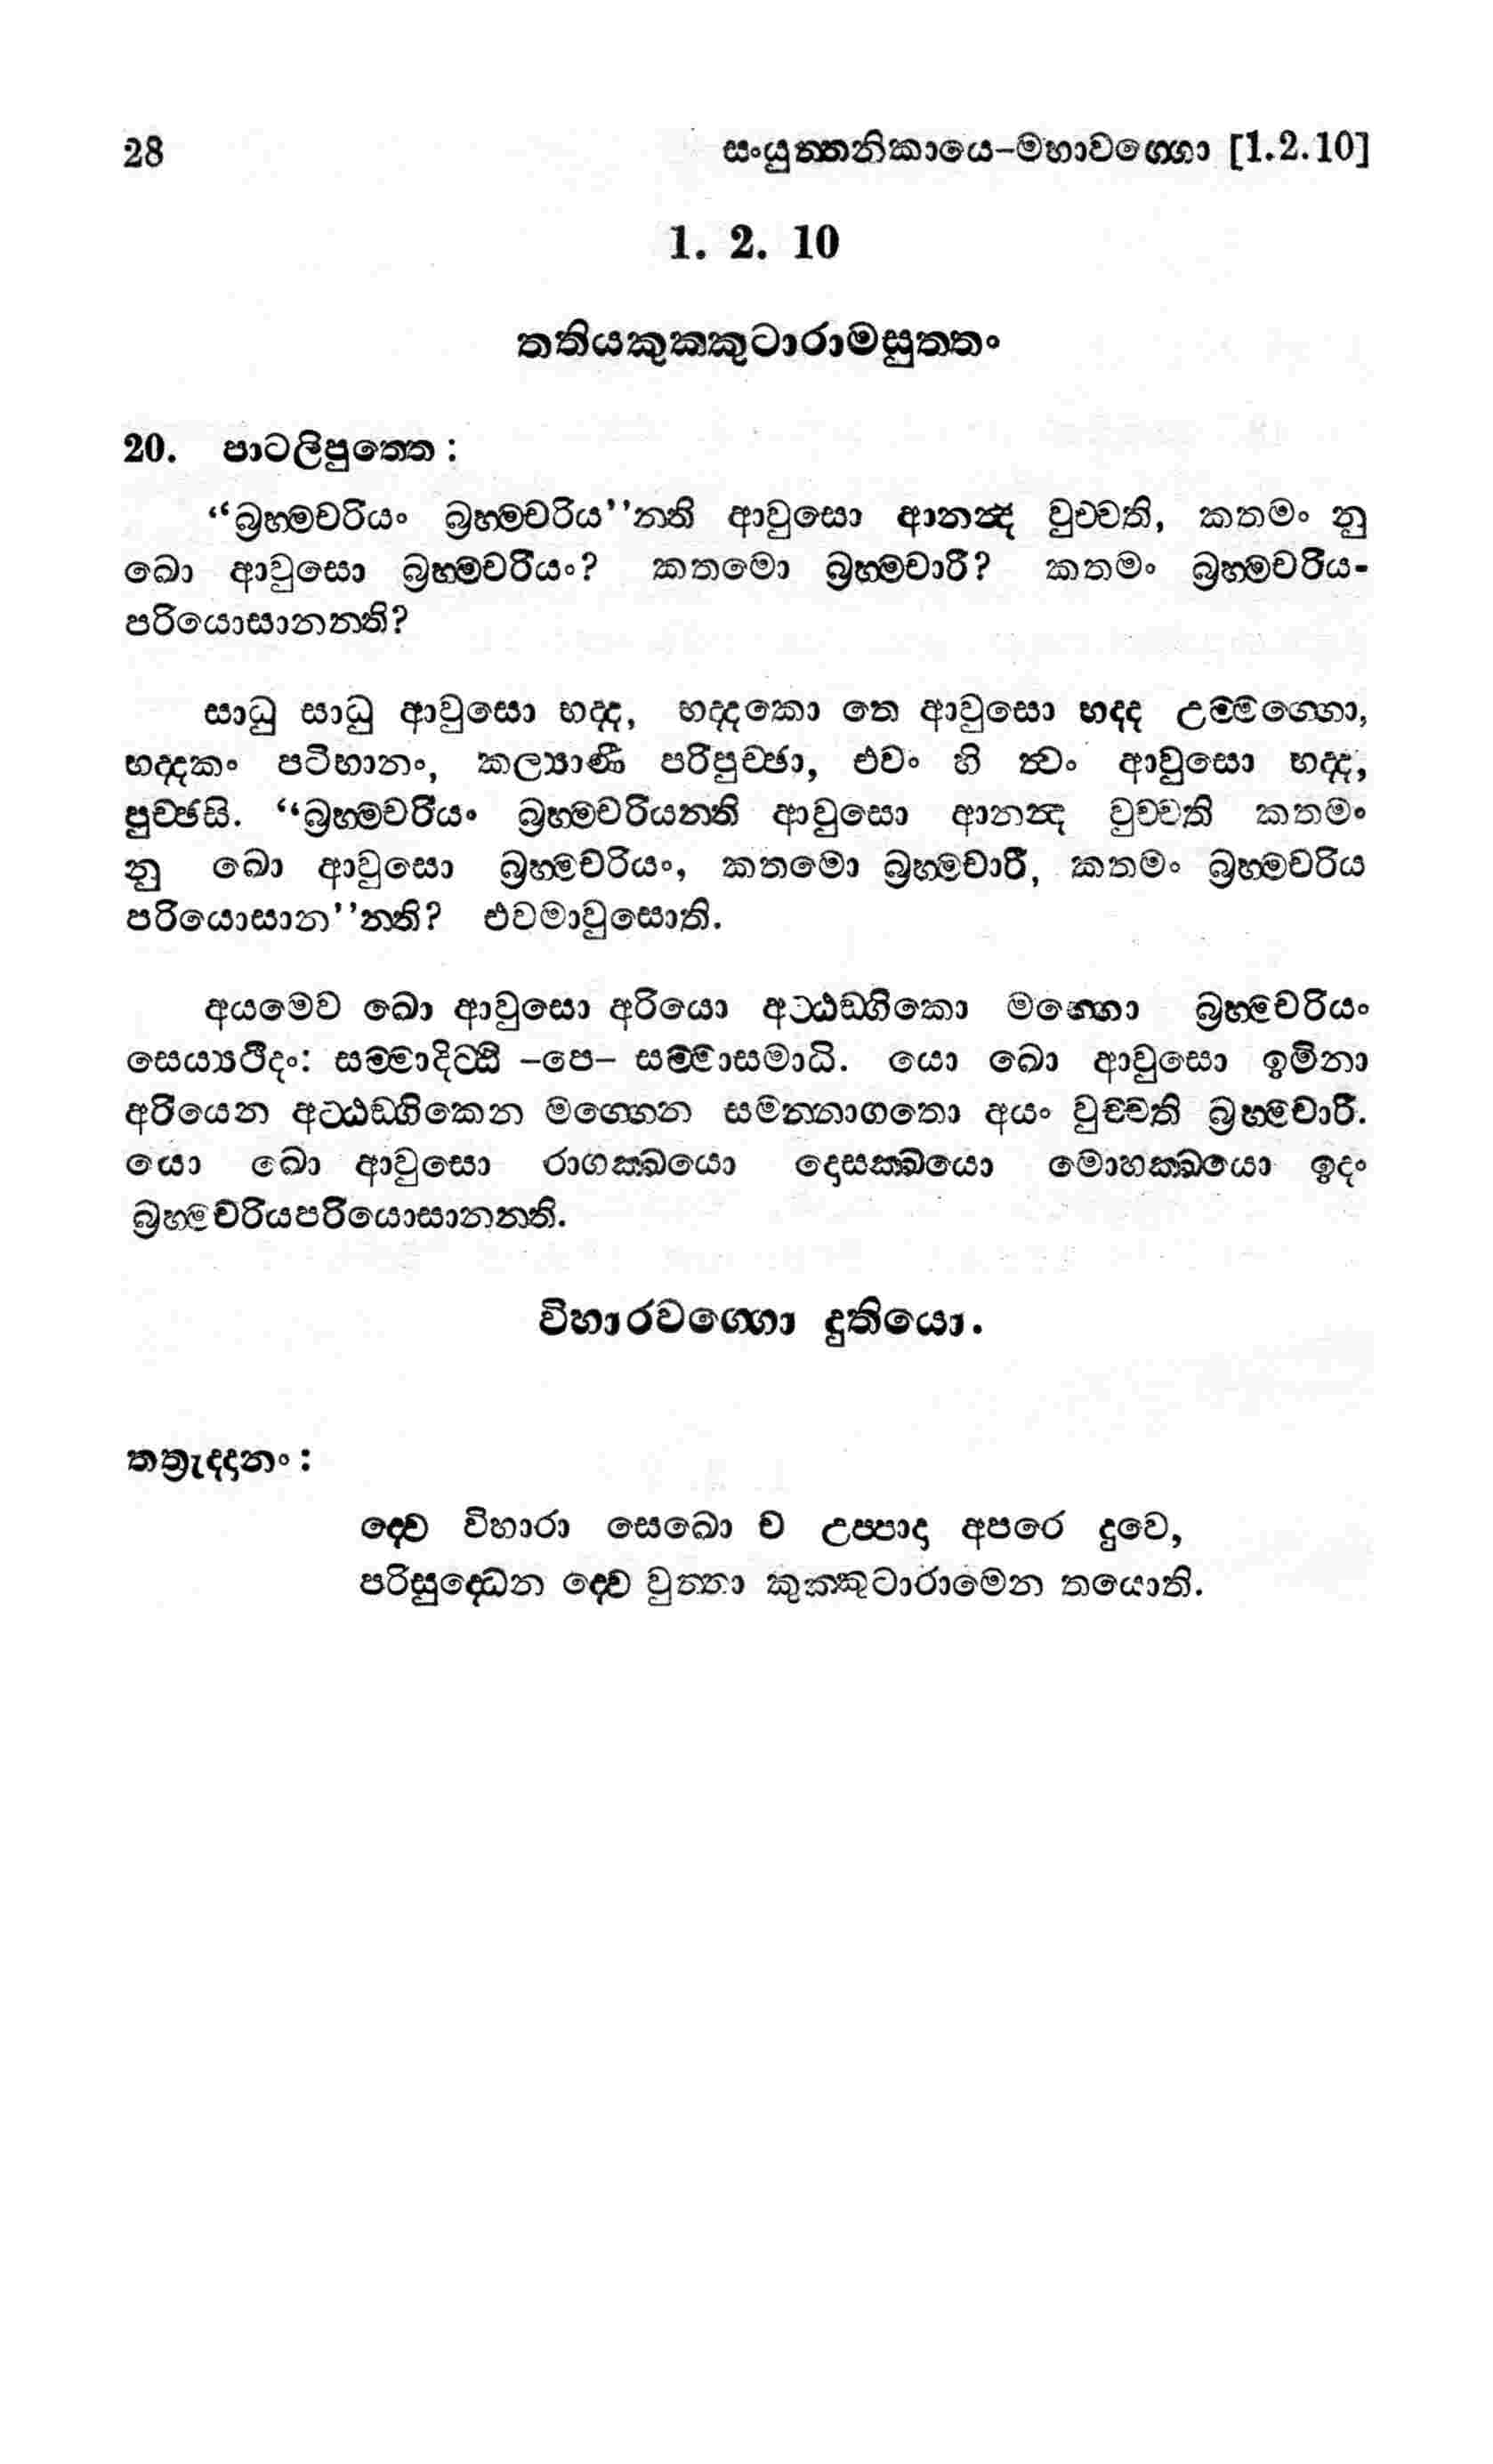 28 සංයුත්තනිකායෙ-මහාවග්ගො [1.2.10]
1. 2. 10
තතියකුක්කුටාරාමසුත්තං
20. පාටලිපුත්තෙ :
“බ්‍රහ්මචරියං බ්‍රහ්මචරිය’’න්ති ආවුසො ආනන්ද වුච්චති, කතමං නු
ඛො ආවුසො බ්‍රහ්මචරියං? කතමො බ්‍රහ්මචාරී? කතමං බ්‍රහ්මචරිය-
පරියොසානන්ති?
සාධු සාධු ආවුසො භද්ද, භද්දකො තෙ ආවුසො භද්ද උම්මග්ගො,
භද්දකං පටිභානං, කල්‍යාණී පරිපුච්ඡා, එවං හි ත්වං ආවුසො භද්ද,
පුච්ඡසි. “බ්‍රහ්මචරියං බ්‍රහ්මචරියන්ති ආවුසො ආනන්ද වුච්චති කතමං
නු ඛො ආවුසො බ්‍රහ්මචරියං, කතමො බ්‍රහ්මචාරී, කතමං බ්‍රහ්මචරිය
පරියොසාන’’න්ති? එවමාවුසොති.
අයමෙව ඛො ආවුසො අරියො අට්ඨඞ්ගිකො මග්ගො බ්‍රහ්මචරියං
සෙය්‍යථීදං: සම්මාදිට්ඨි -පෙ- සම්මාසමාධි. යො ඛො ආවුසො ඉමිනා
අරියෙන අට්ඨඞ්ගිකෙන මග්ගෙන සමන්නාගතො අයං වුච්චති බ්‍රහ්මචාරී.
යො ඛො ආවුසො රාගක්ඛයො දොසක්ඛයො මොහක්ඛයො ඉදං
බ්‍රහ්මචරියපරියොසානන්ති.
විහාරවග්ගො දුතියො.
තත්‍රුද්දානං :
ද්වෙ විහාරා සෙඛො ච උප්පාදා අපරෙ දුවෙ,
පරිසුද්ධෙන ද්වෙ වුත්තා කුක්කුටාරාමෙන තයොති.